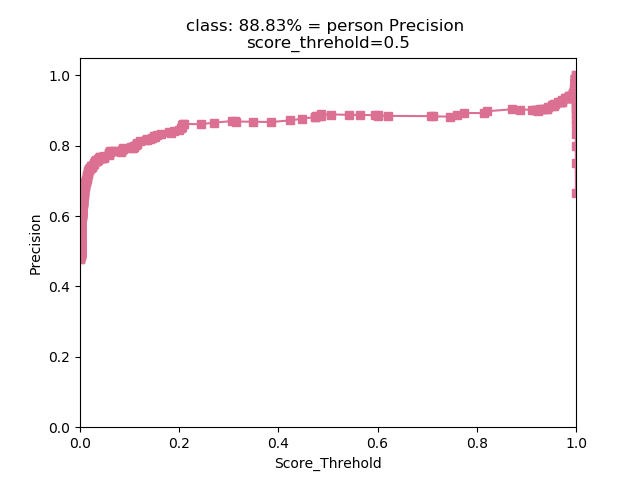 class: 88.83% = person Precision
score_threhold=0.5
1.0
0.8
0.6
0.4
0.2
0.0
Precision
0.0 0.2 0.4 0.6 0.8 1.0
Score_Threhold